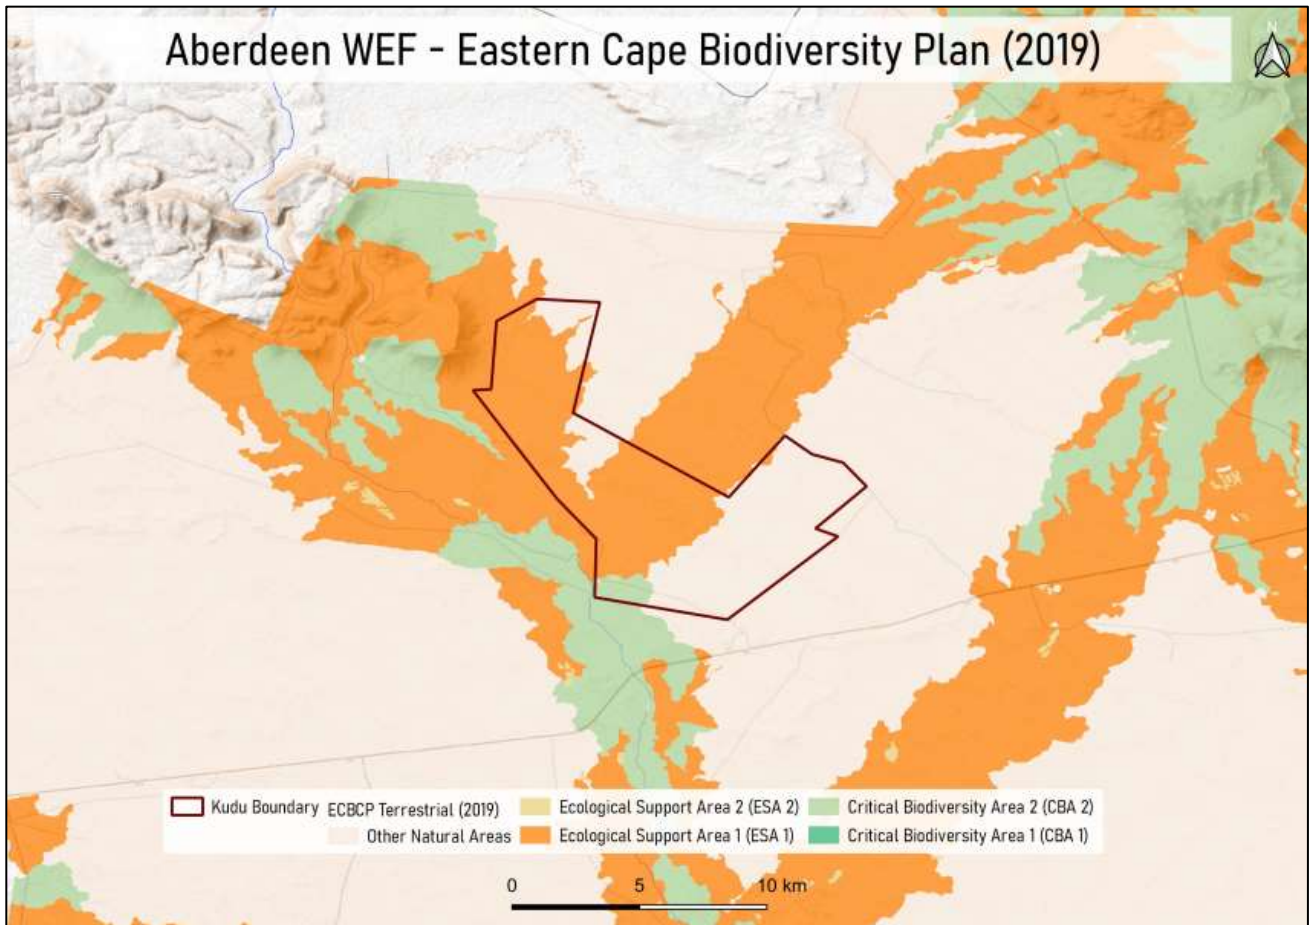 Aberdeen WEF - Eastern Cape Biodiversity Plan (2019)
N
Kudu Boundary
ECBCP Terrestrial (2019)
Other Natural Areas
Ecological Support Area 2 (ESA 2)
Ecological Support Area 1 (ESA 1)
Critical Biodiversity Area 2 (CBA 2)
Critical Biodiversity Area 1 (CBA 1)
0 5 10 km